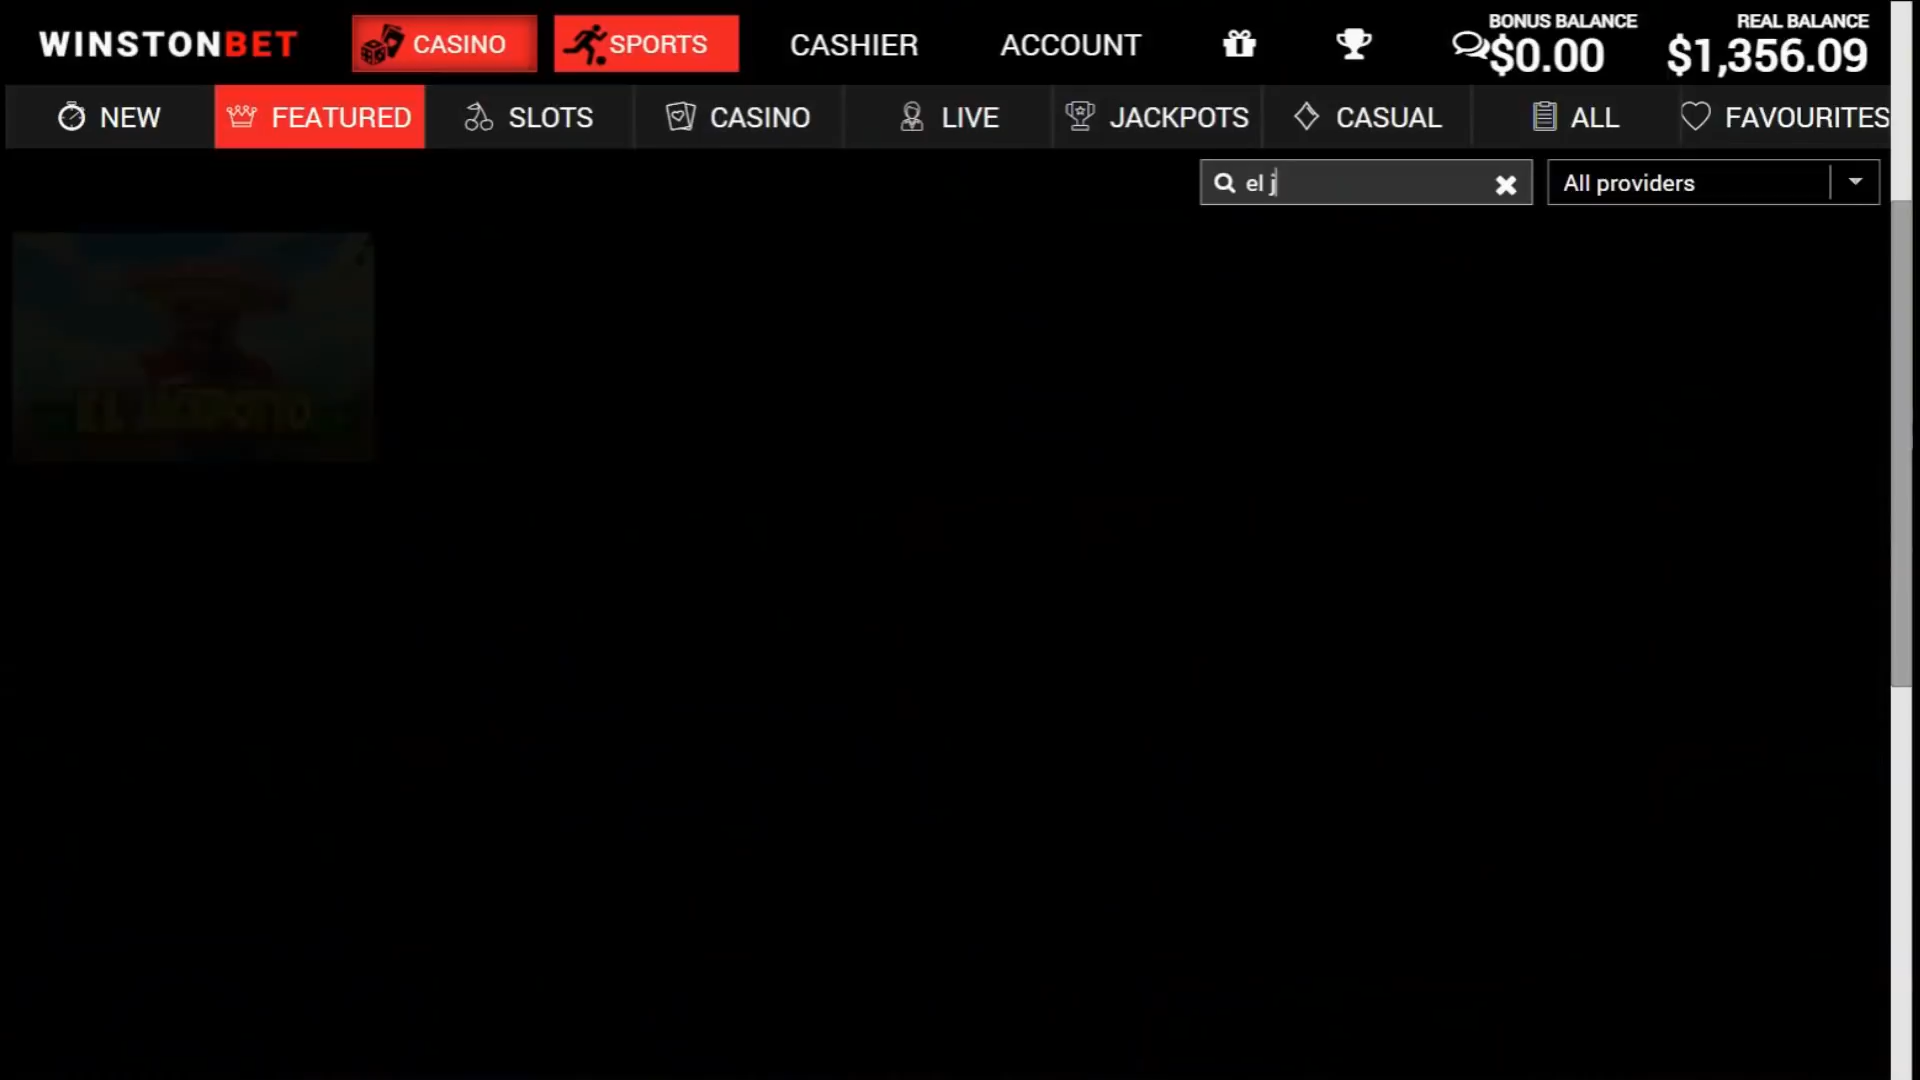 WINSTONBET
CASINO
SPORTS
CASHIER
ACCOUNT
BONUS BALANCE
$0.00
REAL BALANCE
$1,356.09
NEW
FEATURED
SLOTS
CASINO
LIVE
JACKPOTS
CASUAL
ALL
FAVOURITES
el j
All providers